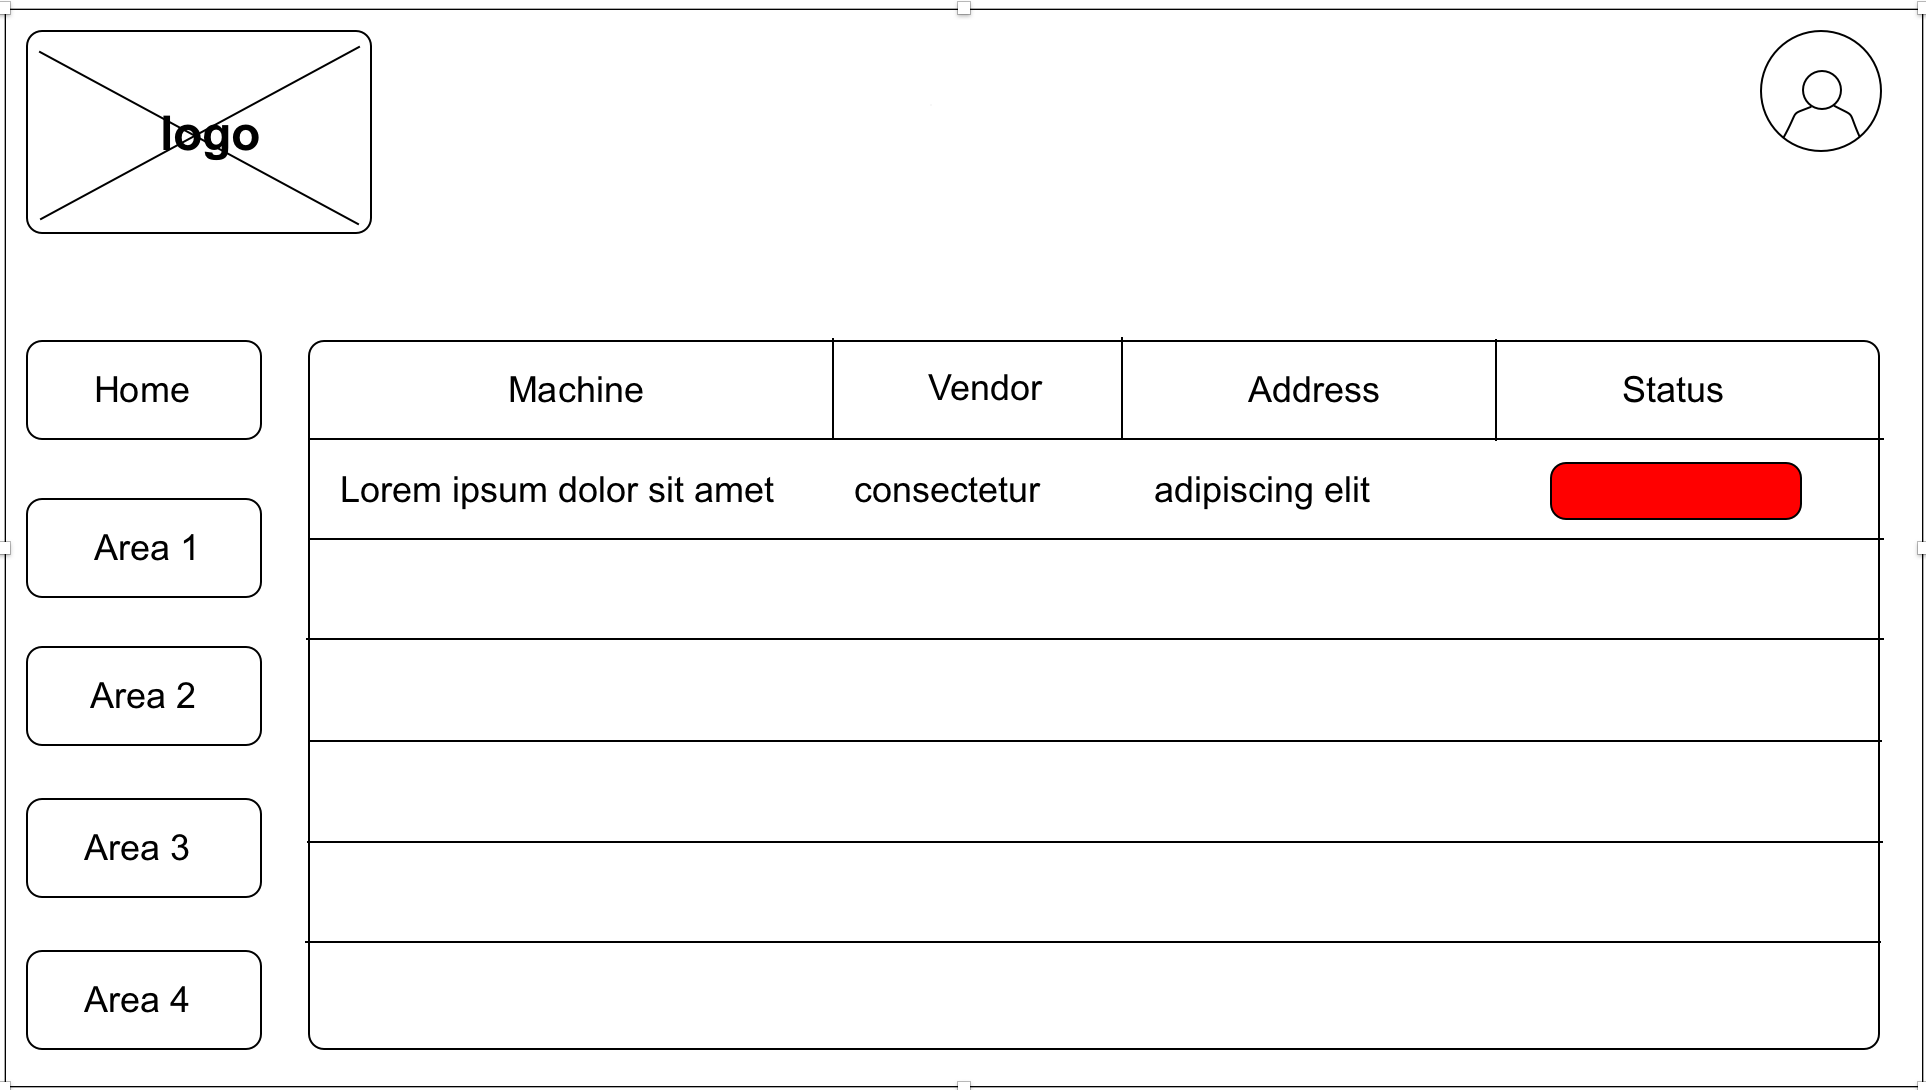 logo
Home
Machine
Vendor
Address
Status
Lorem ipsum dolor sit amet
consectetur
adipiscing elit
Area 1
Area 2
Area 3
Area 4